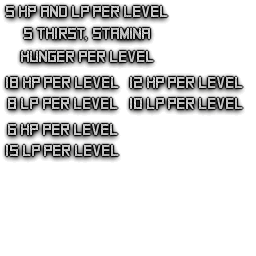 5 HP AND LP PER LEVEL
5 THIRST, STAMINA
HUNGER PER LEVEL
18 HP PER LEVEL 12 HP PER LEVEL
8 LP PER LEVEL 10 LP PER LEVEL
6 HP PER LEVEL
15 LP PER LEVEL